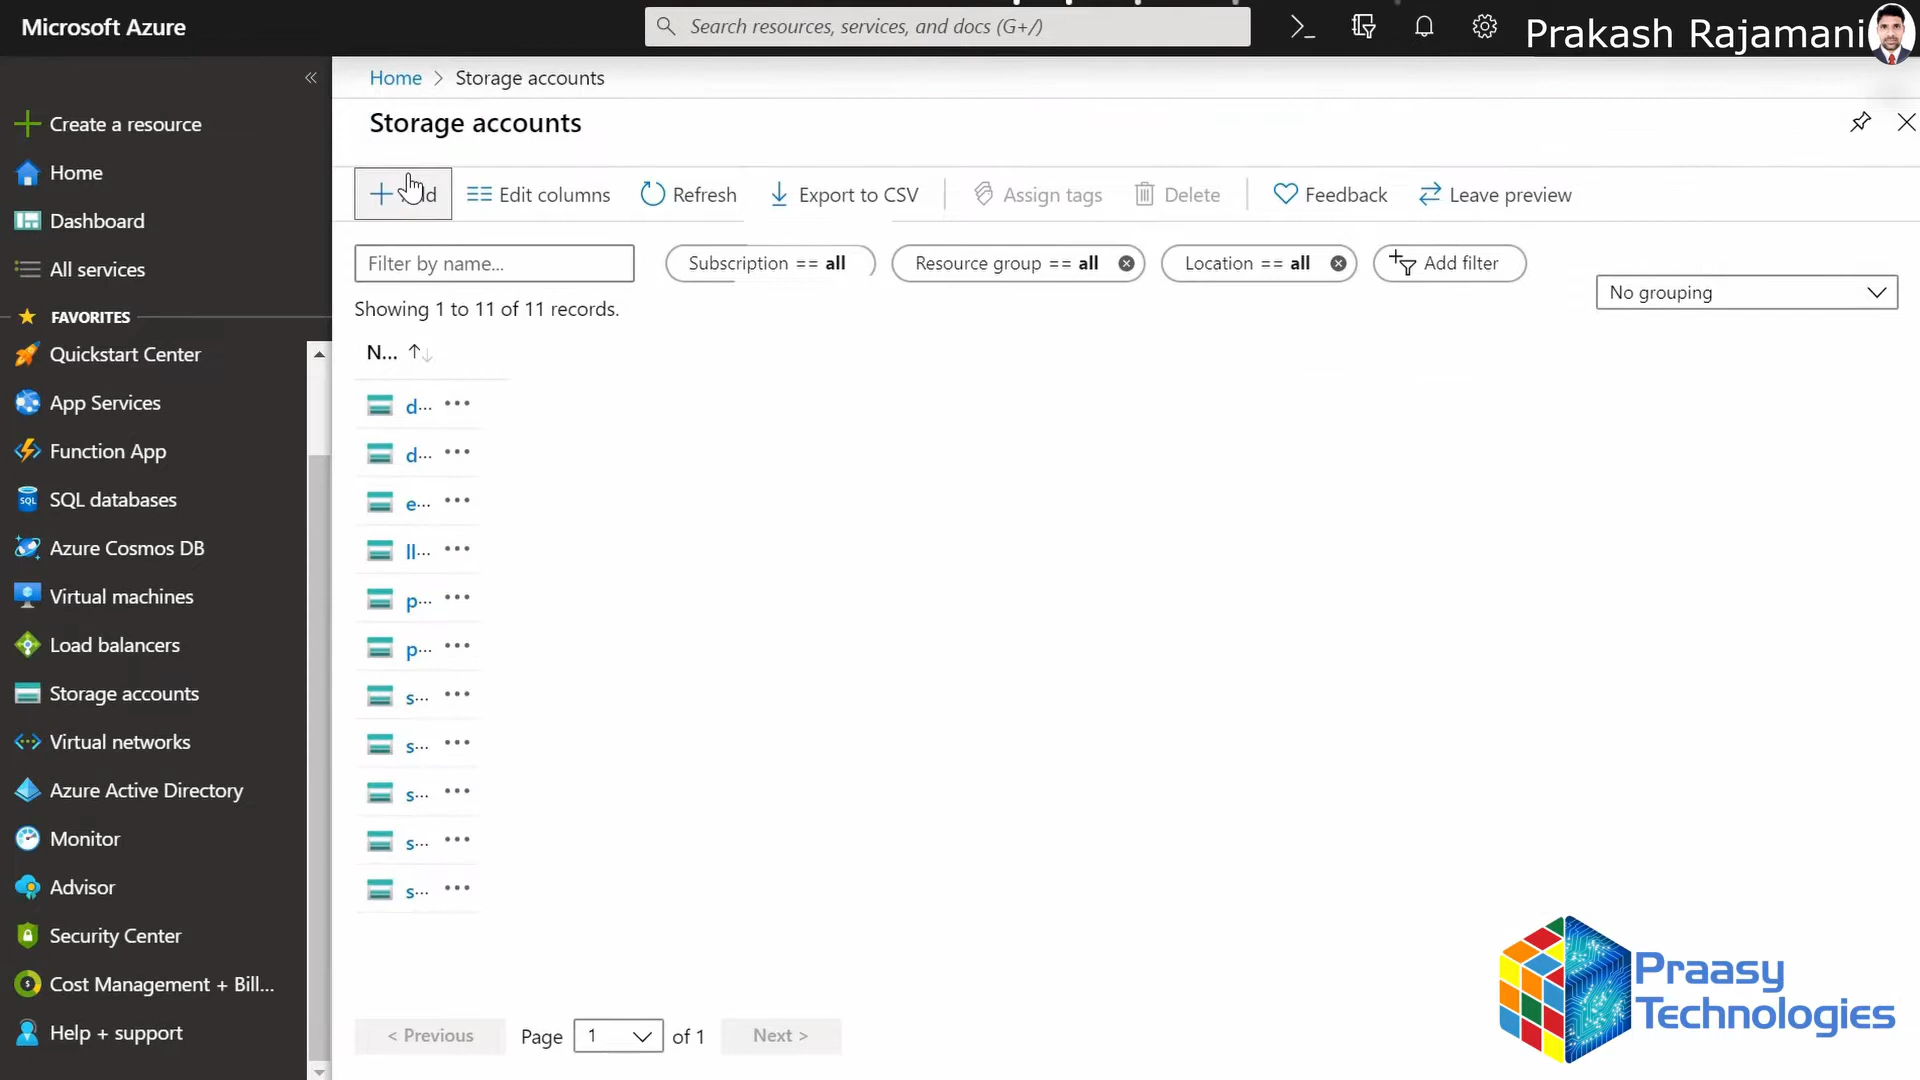 Microsoft Azure
Search resources, services, and docs (G+/)
Prakash Rajamani
«
Create a resource
Home
Dashboard
All services
FAVORITES
Quickstart Center
App Services
Function App
SQL databases
Azure Cosmos DB
Virtual machines
Load balancers
Storage accounts
Virtual networks
Azure Active Directory
Monitor
Advisor
Security Center
Cost Management + Bill...
Help + support
Home > Storage accounts
Storage accounts
Edit columns
Refresh
Export to CSV
Assign tags
Delete
Feedback
Leave preview
Filter by name...
Subscription == all
Resource group == all
Location == all
Add filter
Showing 1 to 11 of 11 records.
No grouping
N...
d...
d...
e...
ll...
p...
p...
s...
s...
s...
s...
s...
< Previous
Page 1 of 1
Next >
Praasy
Technologies